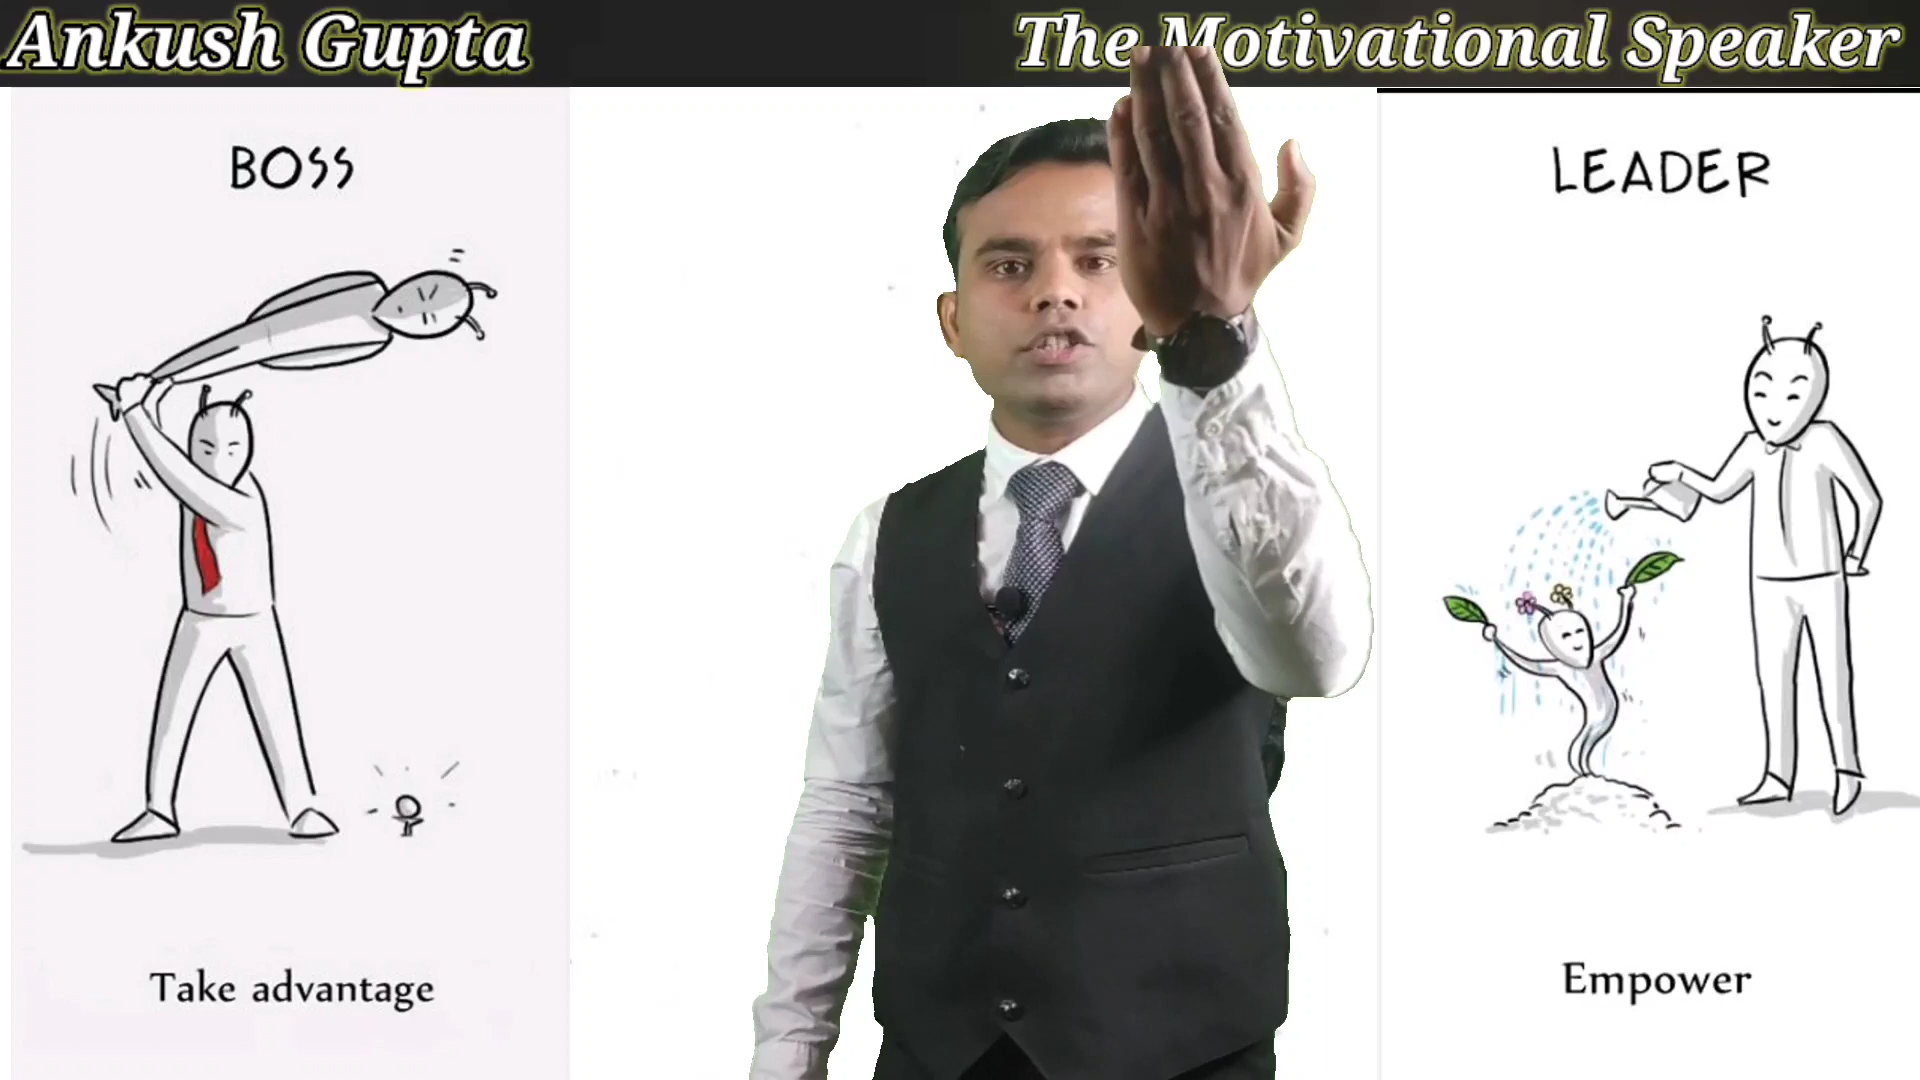 Ankush Gupta
The Motivational Speaker
BOSS
LEADER
Take advantage
Empower